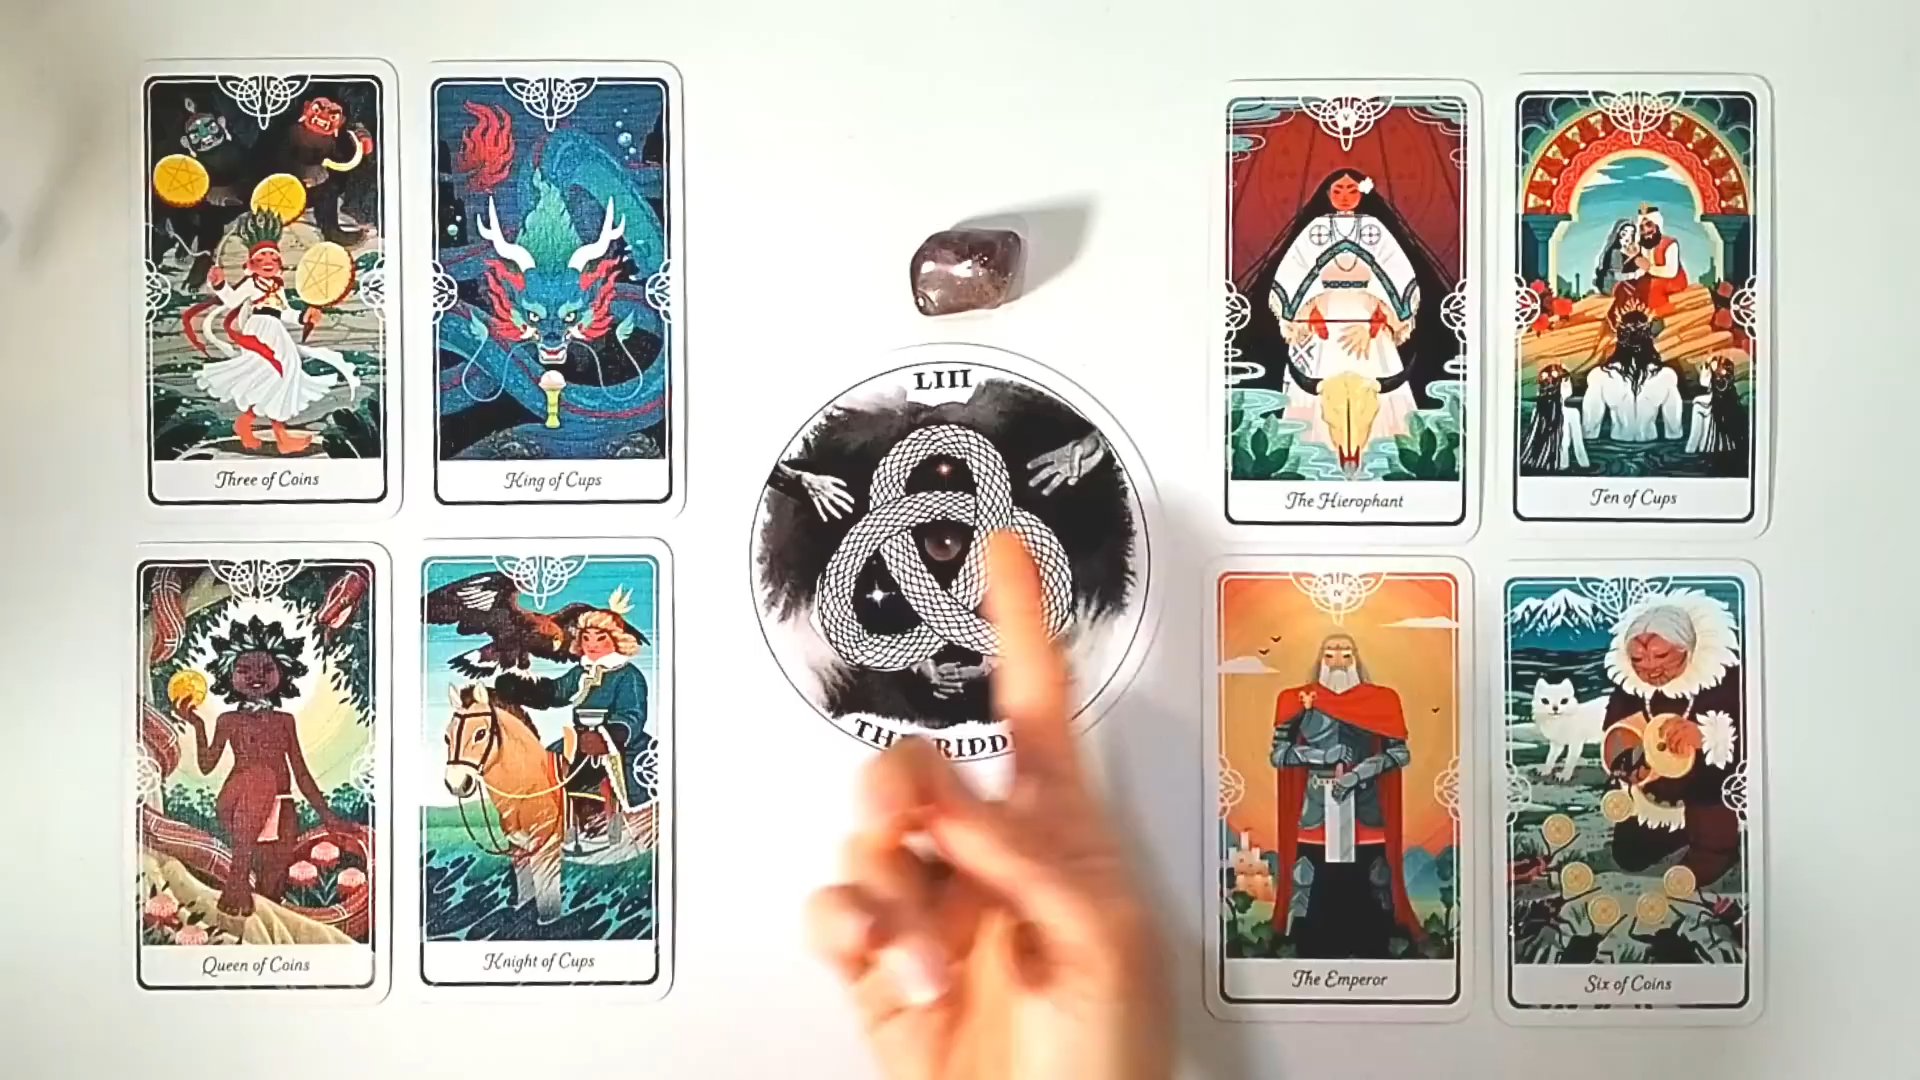 Three of Coins
King of Cups
V
The Hierophant
Ten of Cups
LIII
Queen of Coins
Knight of Cups
IV
The Emperor
Six of Coins